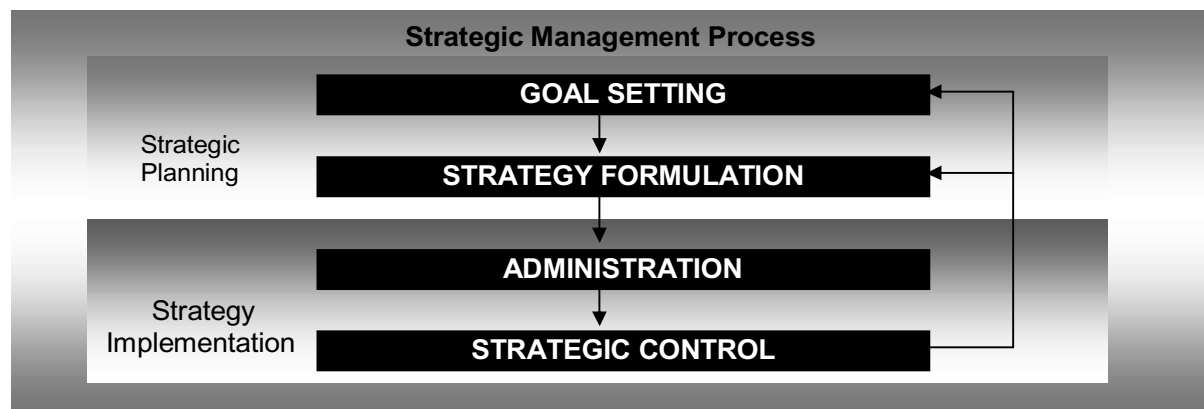 Strategic Management Process
GOAL SETTING
Strategic
Planning
STRATEGY FORMULATION
ADMINISTRATION
Strategy
Implementation
STRATEGIC CONTROL